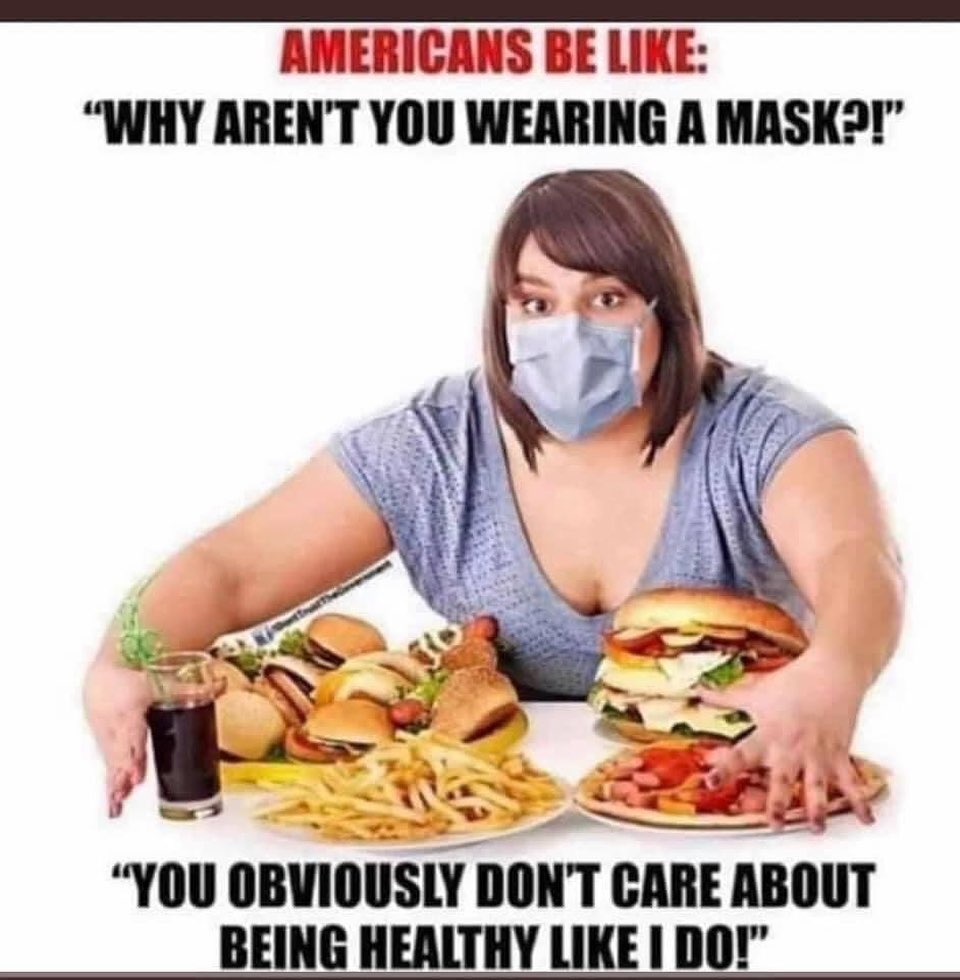 AMERICANS BE LIKE:
“WHY AREN'T YOU WEARING A MASK?!”
“YOU OBVIOUSLY DON'T CARE ABOUT
BEING HEALTHY LIKE I DO!”